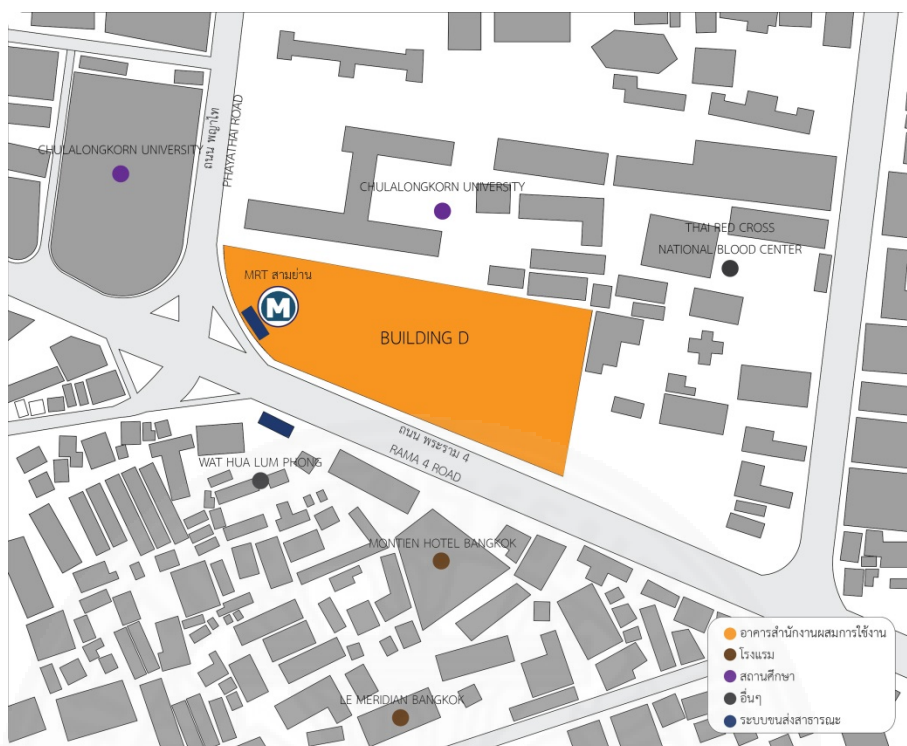 CHULALONGKORN UNIVERSITY
ถนน พญาไท
PHAYATHAI ROAD
CHULALONGKORN UNIVERSITY
THAI RED CROSS
NATIONAL BLOOD CENTER
MRT สามย่าน
M
BUILDING D
ถนน พระราม 4
RAMA 4 ROAD
WAT HUA LUM PHONG
MONTIEN HOTEL BANGKOK
LE MERIDIAN BANGKOK
อาคารสำนักงานผสมการใช้งาน
โรงแรม
สถานศึกษา
อื่นๆ
ระบบขนส่งสาธารณะ